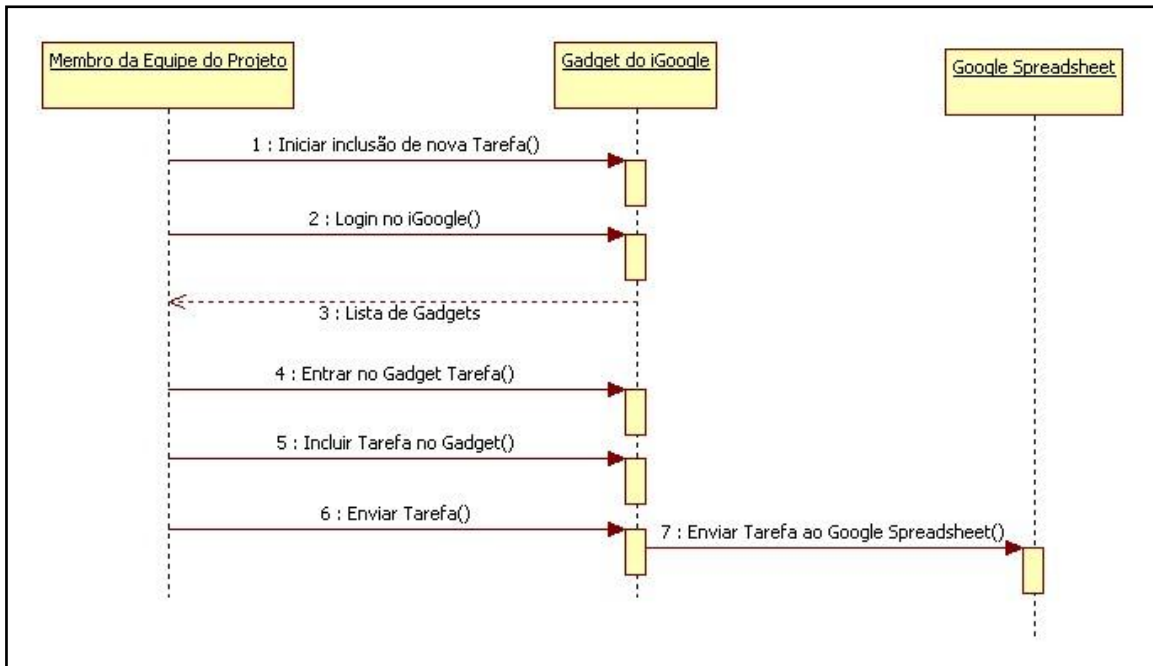 Membro da Equipe do Projeto
Gadget do iGoogle
Google Spreadsheet
1 : Iniciar inclusão de nova Tarefa()
2 : Login no iGoogle()
3 : Lista de Gadgets
4 : Entrar no Gadget Tarefa()
5 : Incluir Tarefa no Gadget()
6 : Enviar Tarefa()
7 : Enviar Tarefa ao Google Spreadsheet()